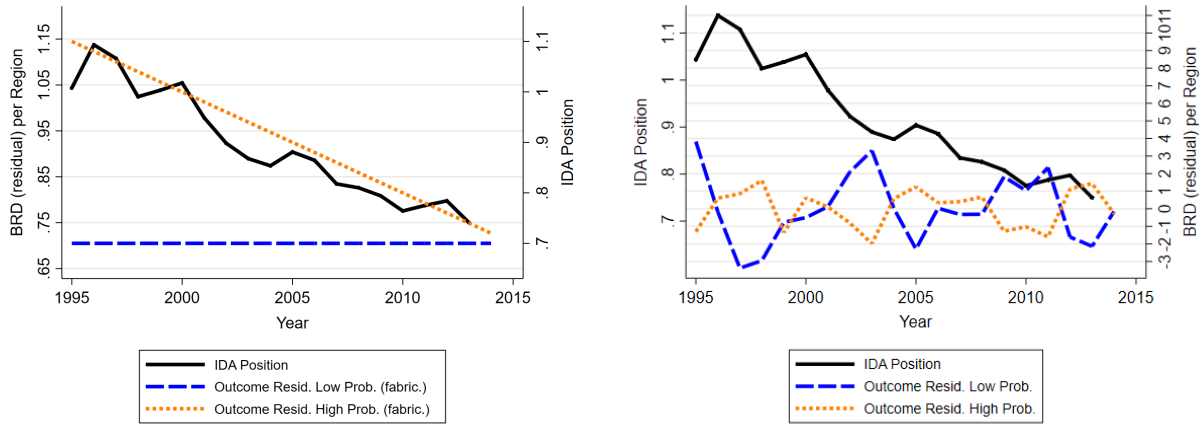 BRD (residual) per Region
1.15
1.05
95
85
75
65
1.1
1
.9
.8
.7
IDA Position
1995
2000
2005
2010
2015
Year
IDA Position
Outcome Resid. Low Prob. (fabric.)
Outcome Resid. High Prob. (fabric.)
IDA Position
1.1
1
.9
.8
.7
-3-2-1 0 1 2 3 4 5 6 7 8 9 1011
BRD (residual) per Region
1995
2000
2005
2010
2015
Year
IDA Position
Outcome Resid. Low Prob.
Outcome Resid. High Prob.